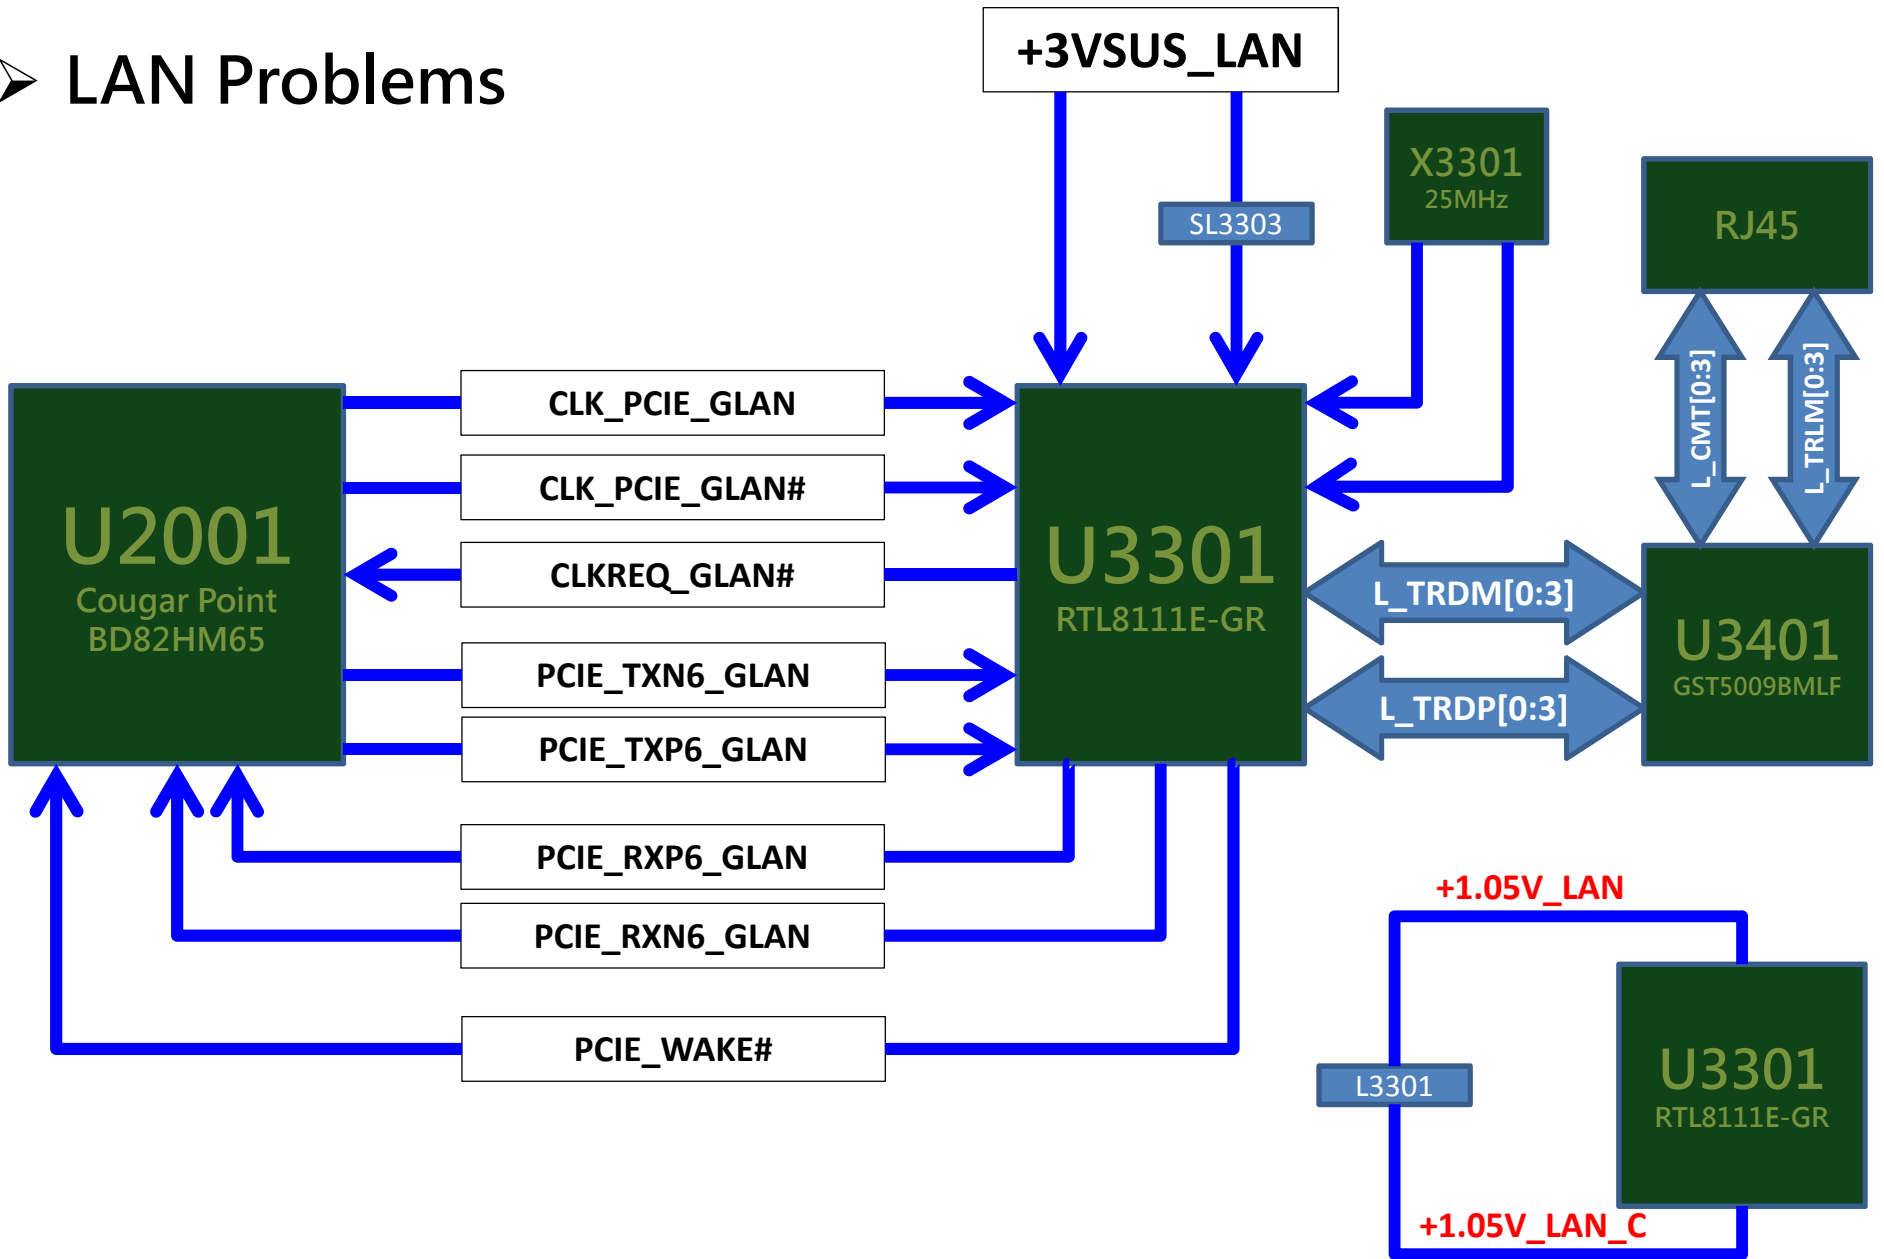 ➢ LAN Problems
+3VSUS_LAN
X3301
25MHz
SL3303
RJ45
L_CMT[0:3]
L_TRLM[0:3]
CLK_PCIE_GLAN
CLK_PCIE_GLAN#
CLKREQ_GLAN#
PCIE_TXN6_GLAN
PCIE_TXP6_GLAN
PCIE_RXP6_GLAN
PCIE_RXN6_GLAN
PCIE_WAKE#
U2001
Cougar Point
BD82HM65
U3301
RTL8111E-GR
L_TRDM[0:3]
L_TRDP[0:3]
U3401
GST5009BMLF
+1.05V_LAN
L3301
U3301
RTL8111E-GR
+1.05V_LAN_C